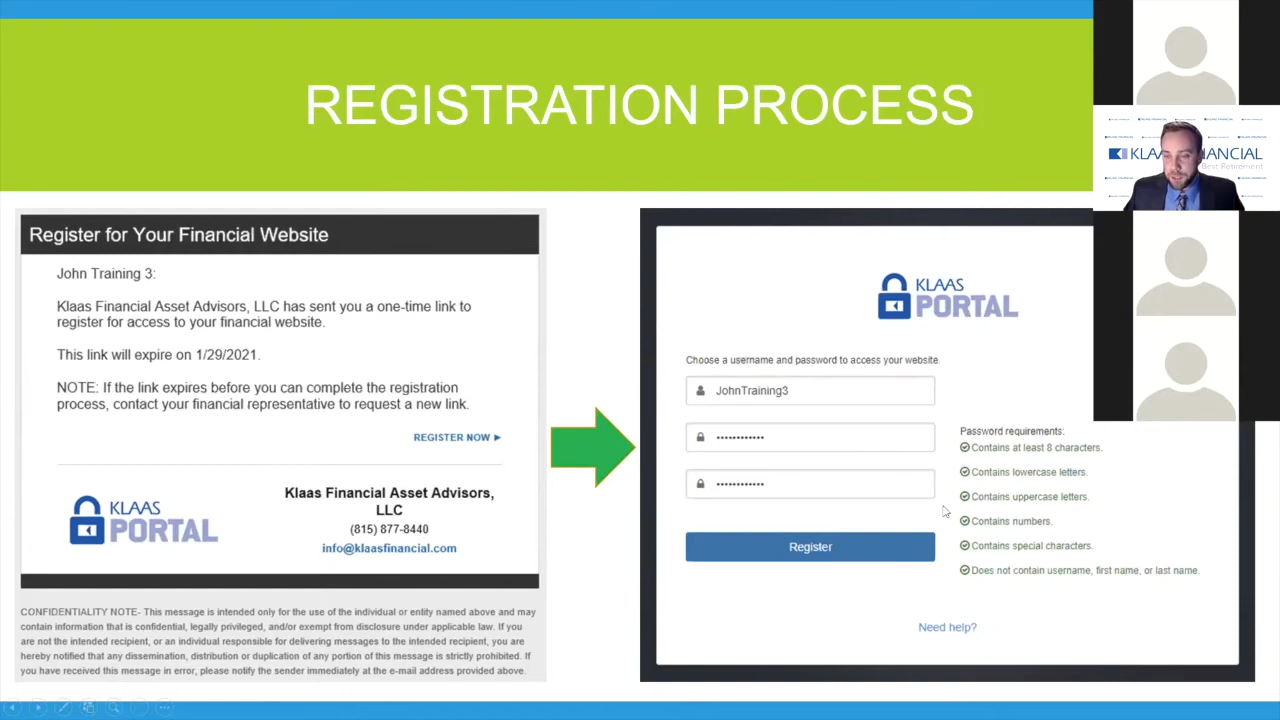 REGISTRATION PROCESS
Register for Your Financial Website
John Training 3:
Klaas Financial Asset Advisors, LLC has sent you a one-time link to
register for access to your financial website.
This link will expire on 1/29/2021.
NOTE: If the link expires before you can complete the registration
process, contact your financial representative to request a new link.
REGISTER NOW ▶
KLAAS
PORTAL
Klaas Financial Asset Advisors,
LLC
(815) 877-8440
info@klaasfinancial.com
CONFIDENTIALITY NOTE- This message is intended only for the use of the individual or entity named above and may
contain information that is confidential, legally privileged, and/or exempt from disclosure under applicable law. If you
are not the intended recipient, or an individual responsible for delivering messages to the intended recipient, you are
hereby notified that any dissemination, distribution or duplication of any portion of this message is strictly prohibited. If
you have received this message in error, please notify the sender immediately at the e-mail address provided above.
KLAAS
PORTAL
Choose a username and password to access your website.
JohnTraining3
••••••••••••
••••••••••••
Register
Password requirements:
Contains at least 8 characters.
Contains lowercase letters.
Contains uppercase letters.
Contains numbers.
Contains special characters.
Does not contain username, first name, or last name.
Need help?
KLAA NANCIAL
Best Retirement